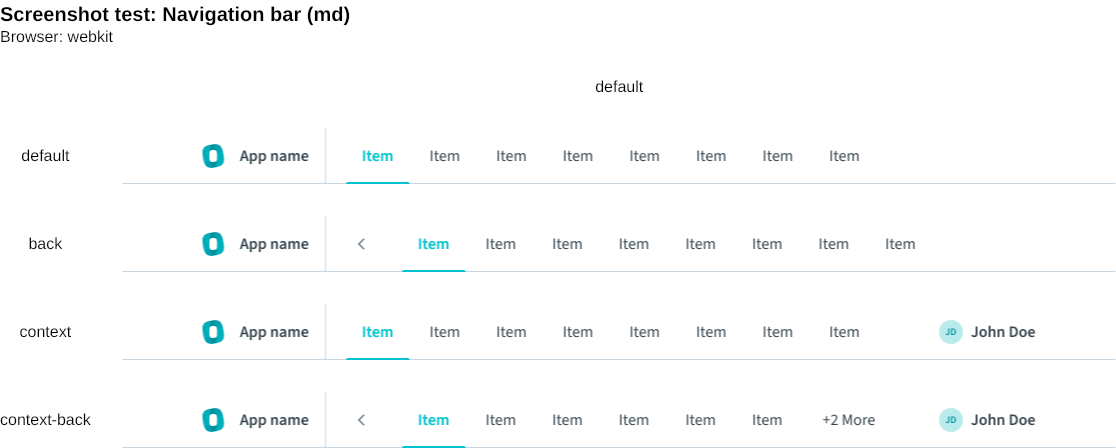 Screenshot test: Navigation bar (md)
Browser: webkit
default
default App name Item Item Item Item Item Item Item Item
back App name Item Item Item Item Item Item Item Item
context App name Item Item Item Item Item Item Item Item JD John Doe
context-back App name Item Item Item Item Item Item +2 More JD John Doe